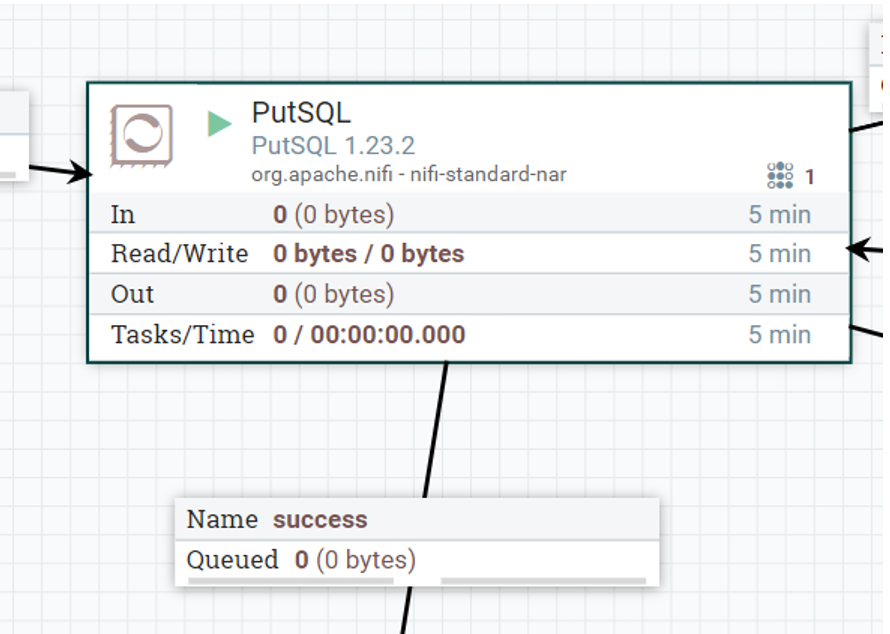 PutSQL
PutSQL 1.23.2
org.apache.nifi - nifi-standard-nar
1
In 0 (0 bytes) 5 min
Read/Write 0 bytes / 0 bytes 5 min
Out 0 (0 bytes) 5 min
Tasks/Time 0 / 00:00:00.000 5 min
Name success
Queued 0 (0 bytes)